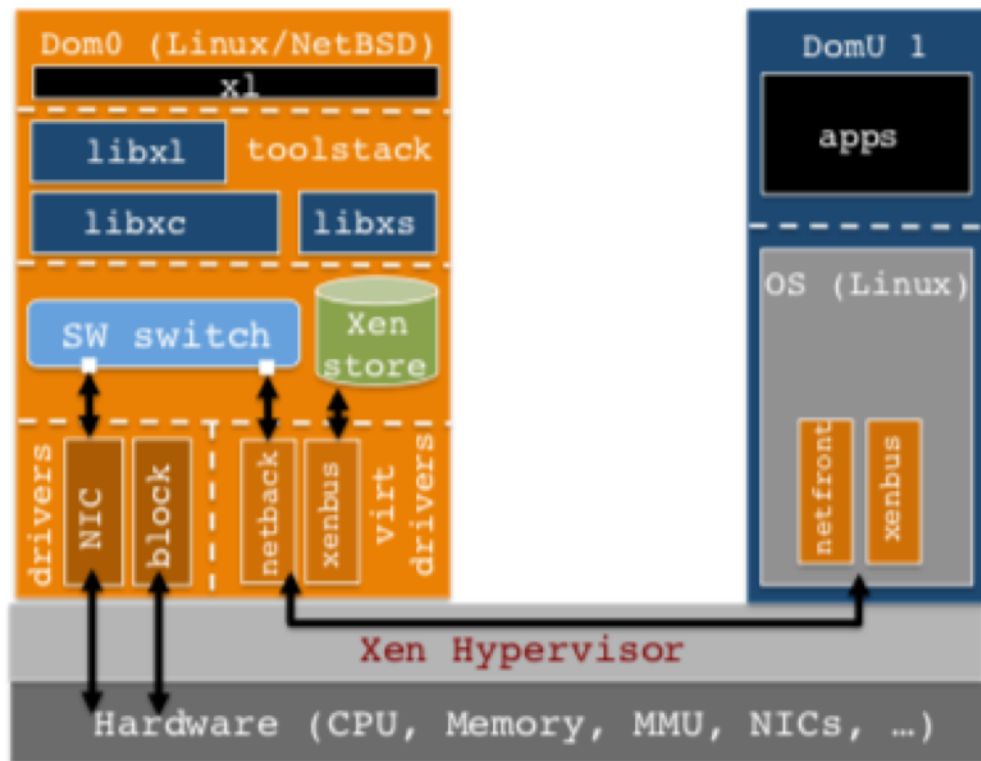 Dom0 (Linux/NetBSD)
xl
libxl
toolstack
libxc
libxs
SW switch
Xen
store
drivers
NIC
block
netback
xenbus
virt
drivers
DomU 1
apps
OS (Linux)
netfront
xenbus
Xen Hypervisor
Hardware (CPU, Memory, MMU, NICs, …)